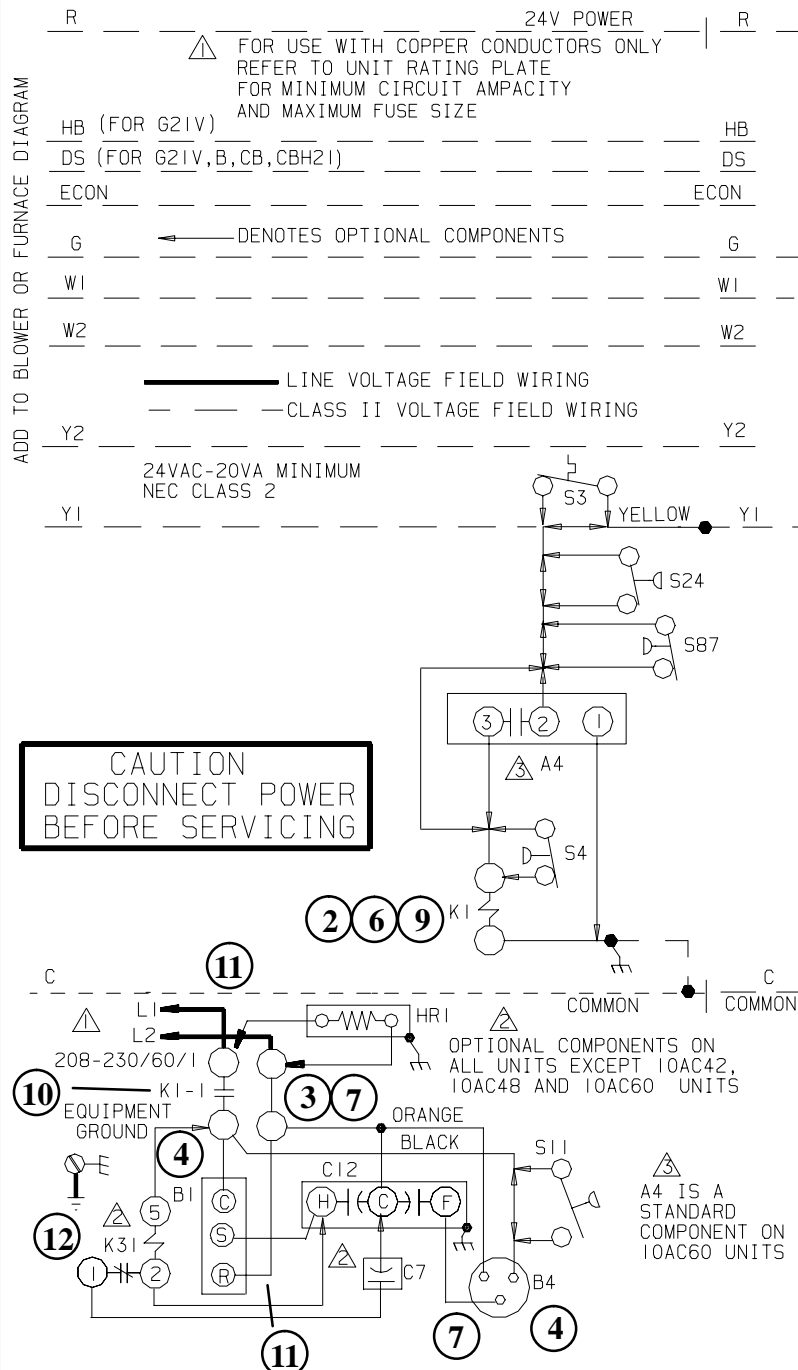 R 24V POWER R
1 FOR USE WITH COPPER CONDUCTORS ONLY
REFER TO UNIT RATING PLATE
FOR MINIMUM CIRCUIT AMPACITY
AND MAXIMUM FUSE SIZE
ADD TO BLOWER OR FURNACE DIAGRAM
HB (FOR G21V) HB
DS (FOR G21V,B,CB,CBH21) DS
ECON ECON
G DENOTES OPTIONAL COMPONENTS G
W1 W1
W2 W2
LINE VOLTAGE FIELD WIRING
CLASS II VOLTAGE FIELD WIRING
Y2 Y2
24VAC-20VA MINIMUM
NEC CLASS 2
S3
Y1 YELLOW Y1
S24
S87
3 2 1
3 A4
CAUTION
DISCONNECT POWER
BEFORE SERVICING
S4
2 6 9 K1
11
C C
COMMON COMMON
L1
1
HR1
2
L2
208-230/60/1
OPTIONAL COMPONENTS ON
ALL UNITS EXCEPT 10AC42,
10AC48 AND 10AC60 UNITS
10 K1-1
3 7
EQUIPMENT
GROUND
ORANGE
BLACK
4
S11
3
A4 IS A
STANDARD
COMPONENT ON
10AC60 UNITS
B1
C12
C
H C F
5
2
S
12
K31
2
C7
1 2
R
B4
11
7
4